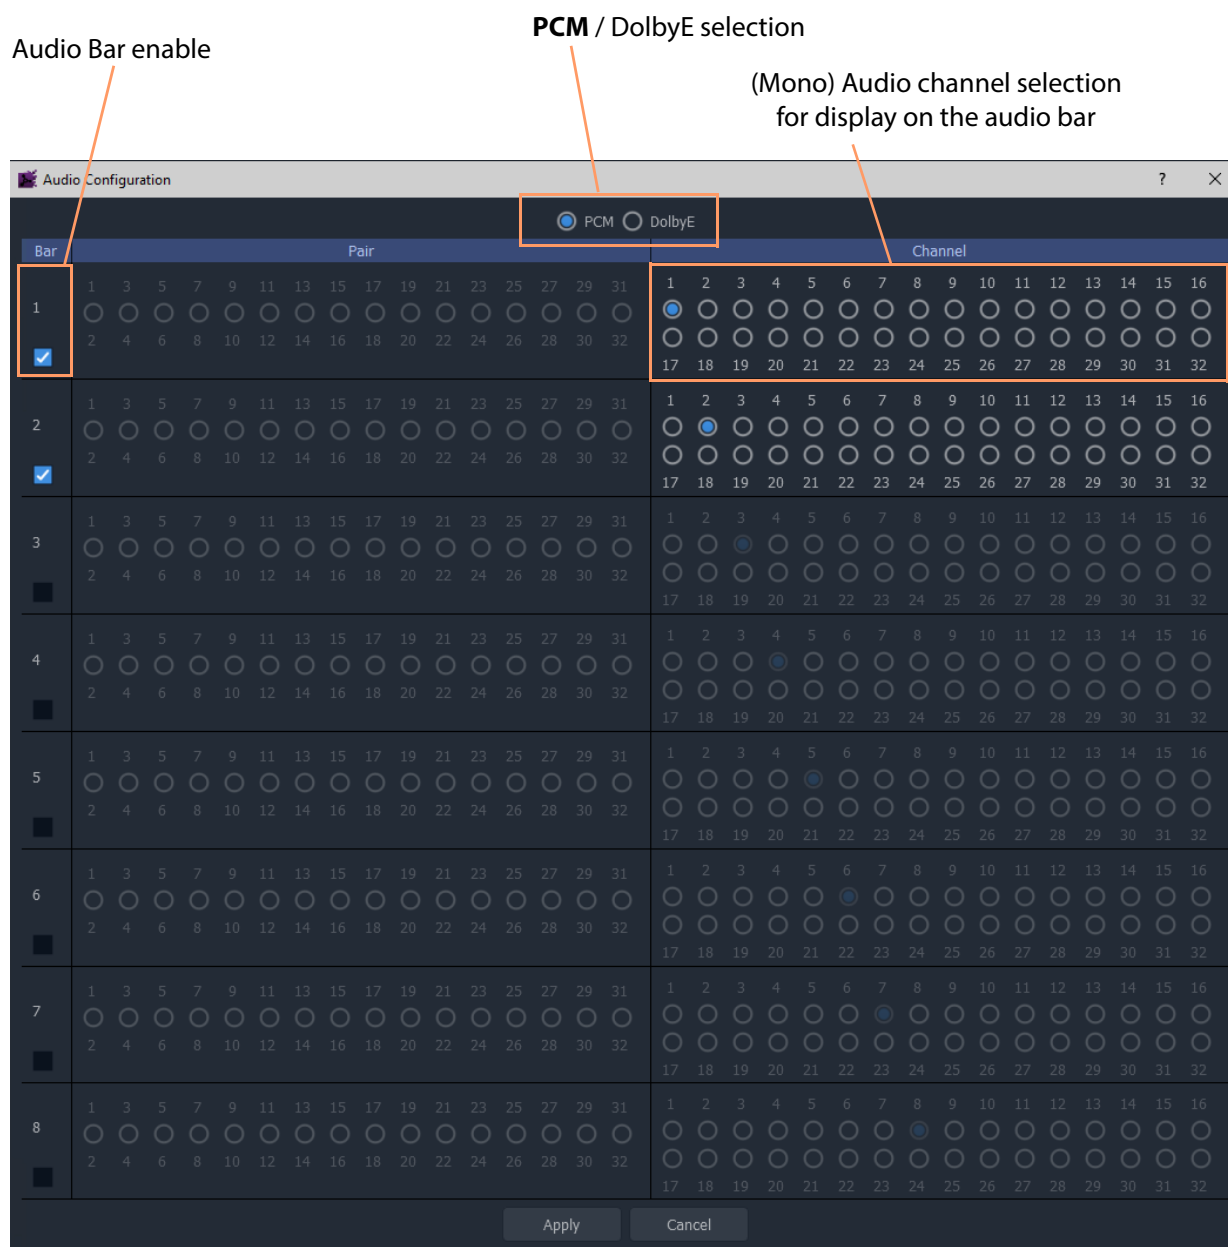 PCM / DolbyE selection
Audio Bar enable
(Mono) Audio channel selection
for display on the audio bar
Audio Configuration ? ×
PCM DolbyE
Bar Pair Channel
1 3 5 7 9 11 13 15 17 19 21 23 25 27 29 31 1 2 3 4 5 6 7 8 9 10 11 12 13 14 15 16
1
2 4 6 8 10 12 14 16 18 20 22 24 26 28 30 32
17 18 19 20 21 22 23 24 25 26 27 28 29 30 31 32
1 3 5 7 9 11 13 15 17 19 21 23 25 27 29 31 1 2 3 4 5 6 7 8 9 10 11 12 13 14 15 16
2
2 4 6 8 10 12 14 16 18 20 22 24 26 28 30 32
17 18 19 20 21 22 23 24 25 26 27 28 29 30 31 32
1 3 5 7 9 11 13 15 17 19 21 23 25 27 29 31 1 2 3 4 5 6 7 8 9 10 11 12 13 14 15 16
3
2 4 6 8 10 12 14 16 18 20 22 24 26 28 30 32
17 18 19 20 21 22 23 24 25 26 27 28 29 30 31 32
1 3 5 7 9 11 13 15 17 19 21 23 25 27 29 31 1 2 3 4 5 6 7 8 9 10 11 12 13 14 15 16
4
2 4 6 8 10 12 14 16 18 20 22 24 26 28 30 32
17 18 19 20 21 22 23 24 25 26 27 28 29 30 31 32
1 3 5 7 9 11 13 15 17 19 21 23 25 27 29 31 1 2 3 4 5 6 7 8 9 10 11 12 13 14 15 16
5
2 4 6 8 10 12 14 16 18 20 22 24 26 28 30 32
17 18 19 20 21 22 23 24 25 26 27 28 29 30 31 32
1 3 5 7 9 11 13 15 17 19 21 23 25 27 29 31 1 2 3 4 5 6 7 8 9 10 11 12 13 14 15 16
6
2 4 6 8 10 12 14 16 18 20 22 24 26 28 30 32
17 18 19 20 21 22 23 24 25 26 27 28 29 30 31 32
1 3 5 7 9 11 13 15 17 19 21 23 25 27 29 31 1 2 3 4 5 6 7 8 9 10 11 12 13 14 15 16
7
2 4 6 8 10 12 14 16 18 20 22 24 26 28 30 32
17 18 19 20 21 22 23 24 25 26 27 28 29 30 31 32
1 3 5 7 9 11 13 15 17 19 21 23 25 27 29 31 1 2 3 4 5 6 7 8 9 10 11 12 13 14 15 16
8
2 4 6 8 10 12 14 16 18 20 22 24 26 28 30 32
17 18 19 20 21 22 23 24 25 26 27 28 29 30 31 32
Apply Cancel